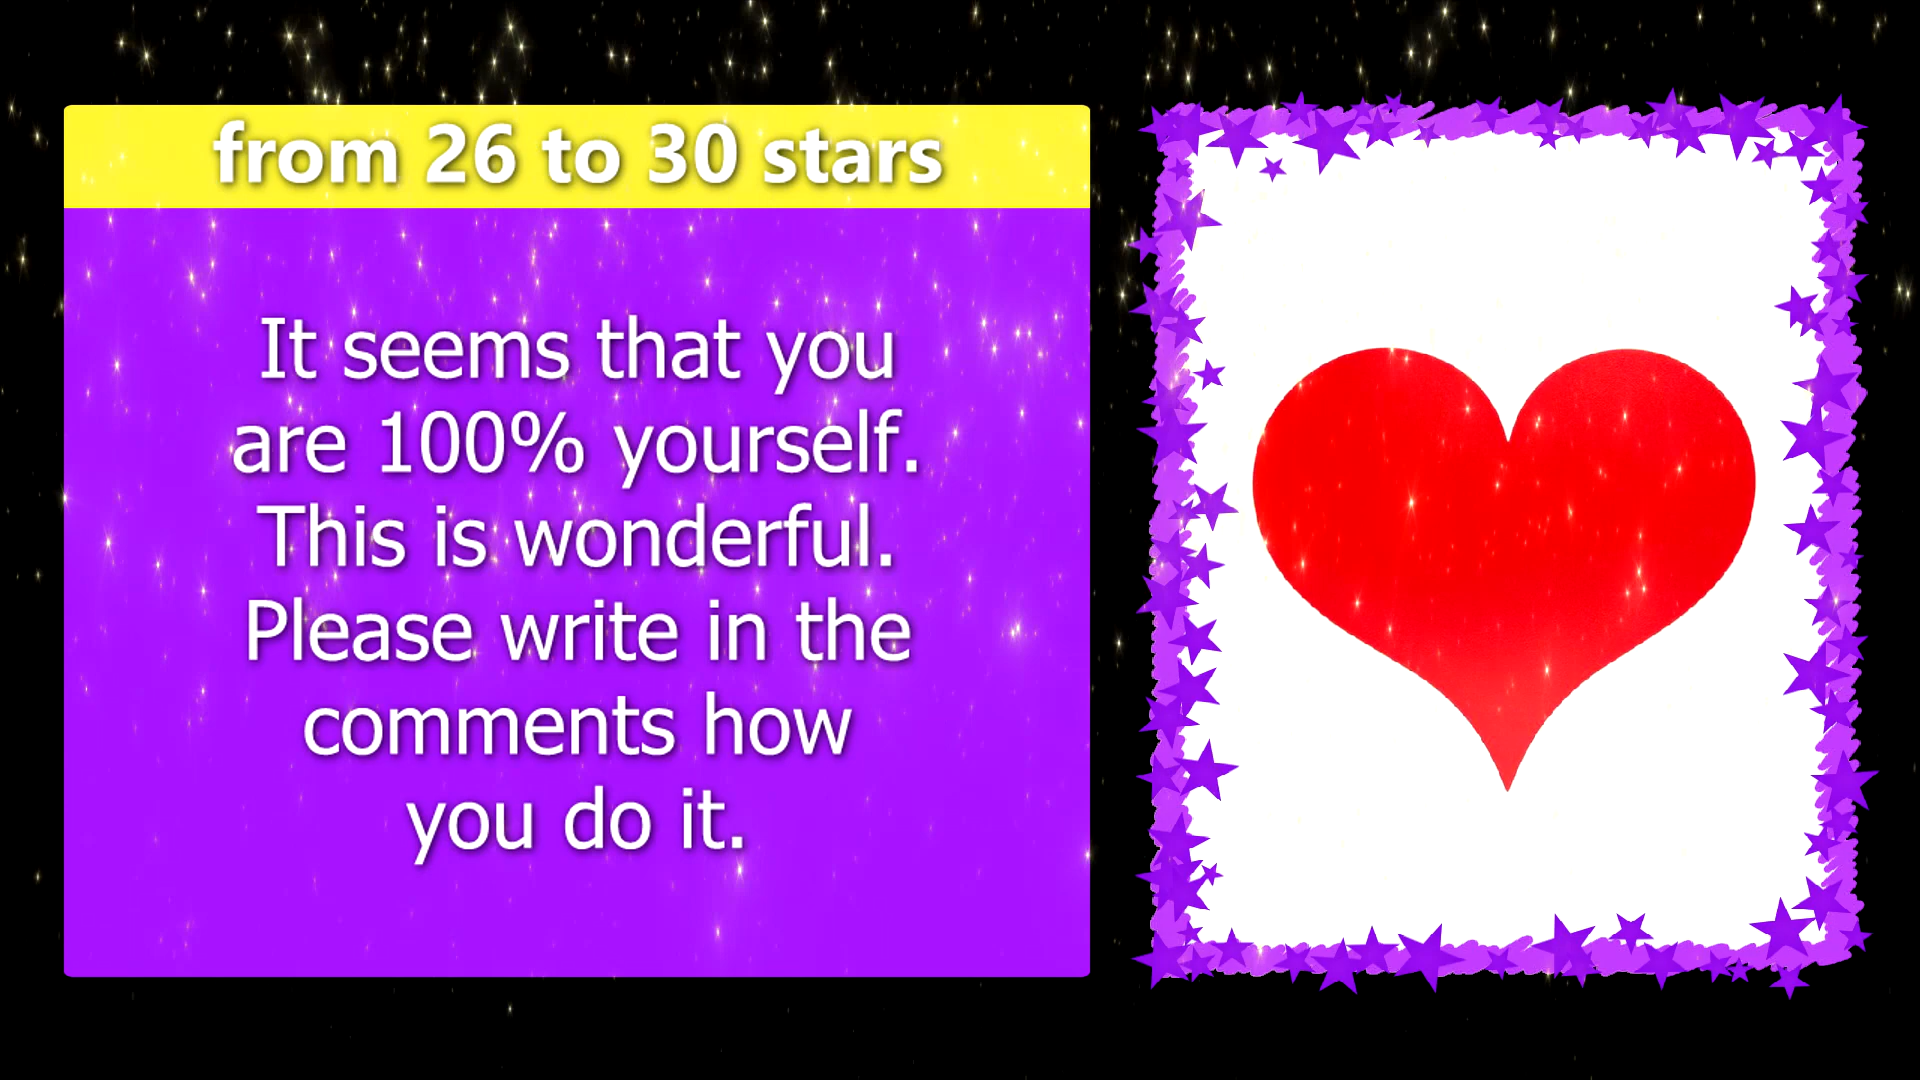 from 26 to 30 stars
It seems that you
are 100% yourself.
This is wonderful.
Please write in the
comments how
you do it.